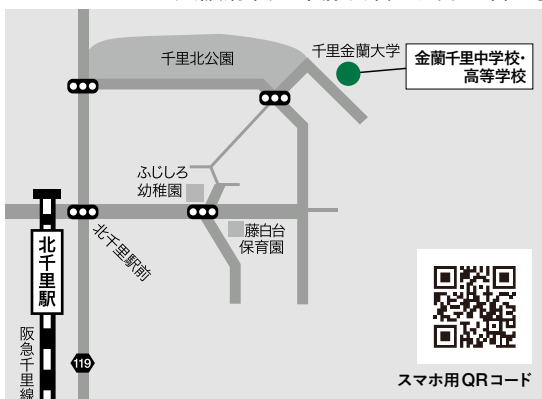 千里北公園
千里金蘭大学
金蘭千里中学校・
高等学校
ふじしろ
幼稚園
藤白台
保育園
北千里駅前
北千里駅
阪急千里線
119
スマホ用QRコード